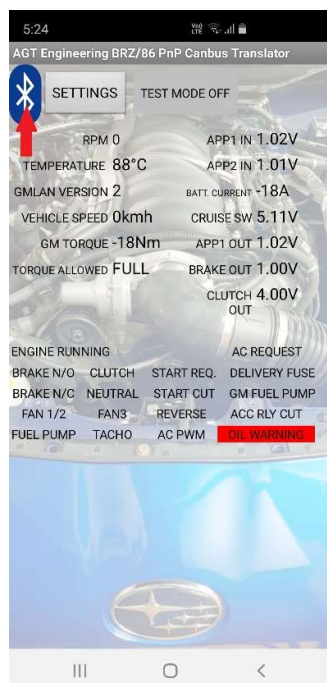 5:24 Vo) LTE
AGT Engineering BRZ/86 PnP Canbus Translator
SETTINGS TEST MODE OFF
RPM 0 APP1 IN 1.02V
TEMPERATURE 88°C APP2 IN 1.01V
GMLAN VERSION 2 BATT. CURRENT -18A
VEHICLE SPEED 0kmh CRUISE SW 5.11V
GM TORQUE -18Nm APP1 OUT 1.02V
TORQUE ALLOWED FULL BRAKE OUT 1.00V
CLUTCH OUT 4.00V
ENGINE RUNNING AC REQUEST
BRAKE N/O CLUTCH START REQ. DELIVERY FUSE
BRAKE N/C NEUTRAL START CUT GM FUEL PUMP
FAN 1/2 FAN3 REVERSE ACC RLY CUT
FUEL PUMP TACHO AC PWM OIL WARNING